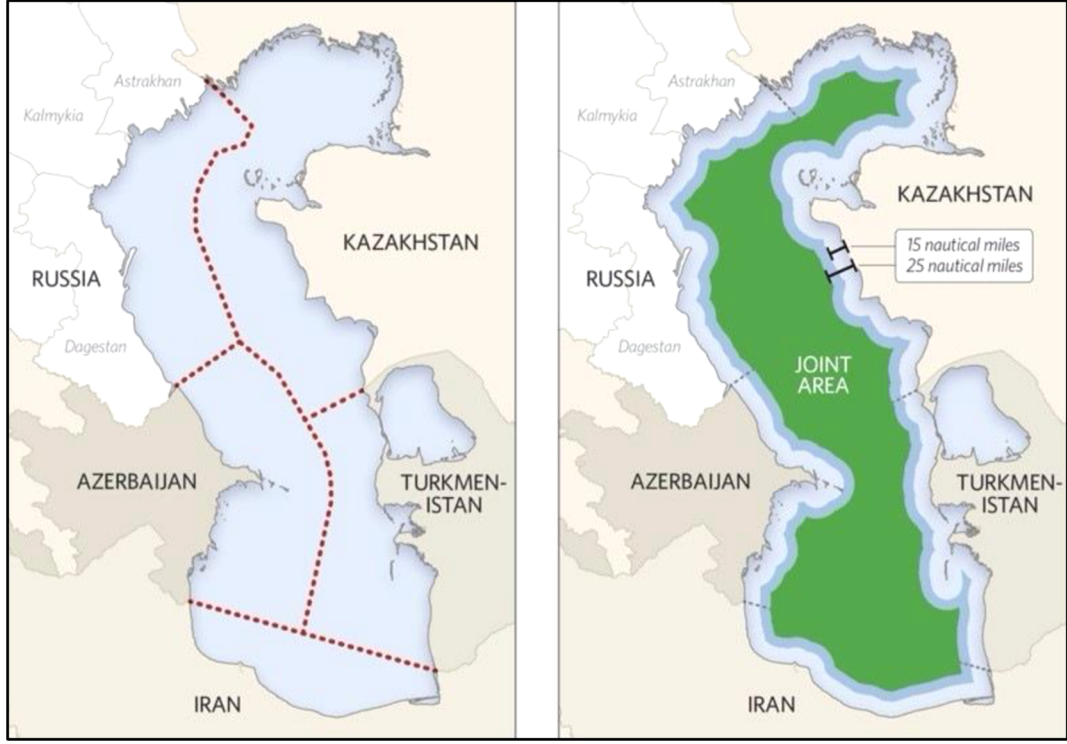 Astrakhan
Kalmykia
KAZAKHSTAN
RUSSIA
Dagestan
AZERBAIJAN
TURKMEN-
ISTAN
IRAN
Astrakhan
Kalmykia
KAZAKHSTAN
15 nautical miles
25 nautical miles
RUSSIA
Dagestan
JOINT
AREA
AZERBAIJAN
TURKMEN-
ISTAN
IRAN